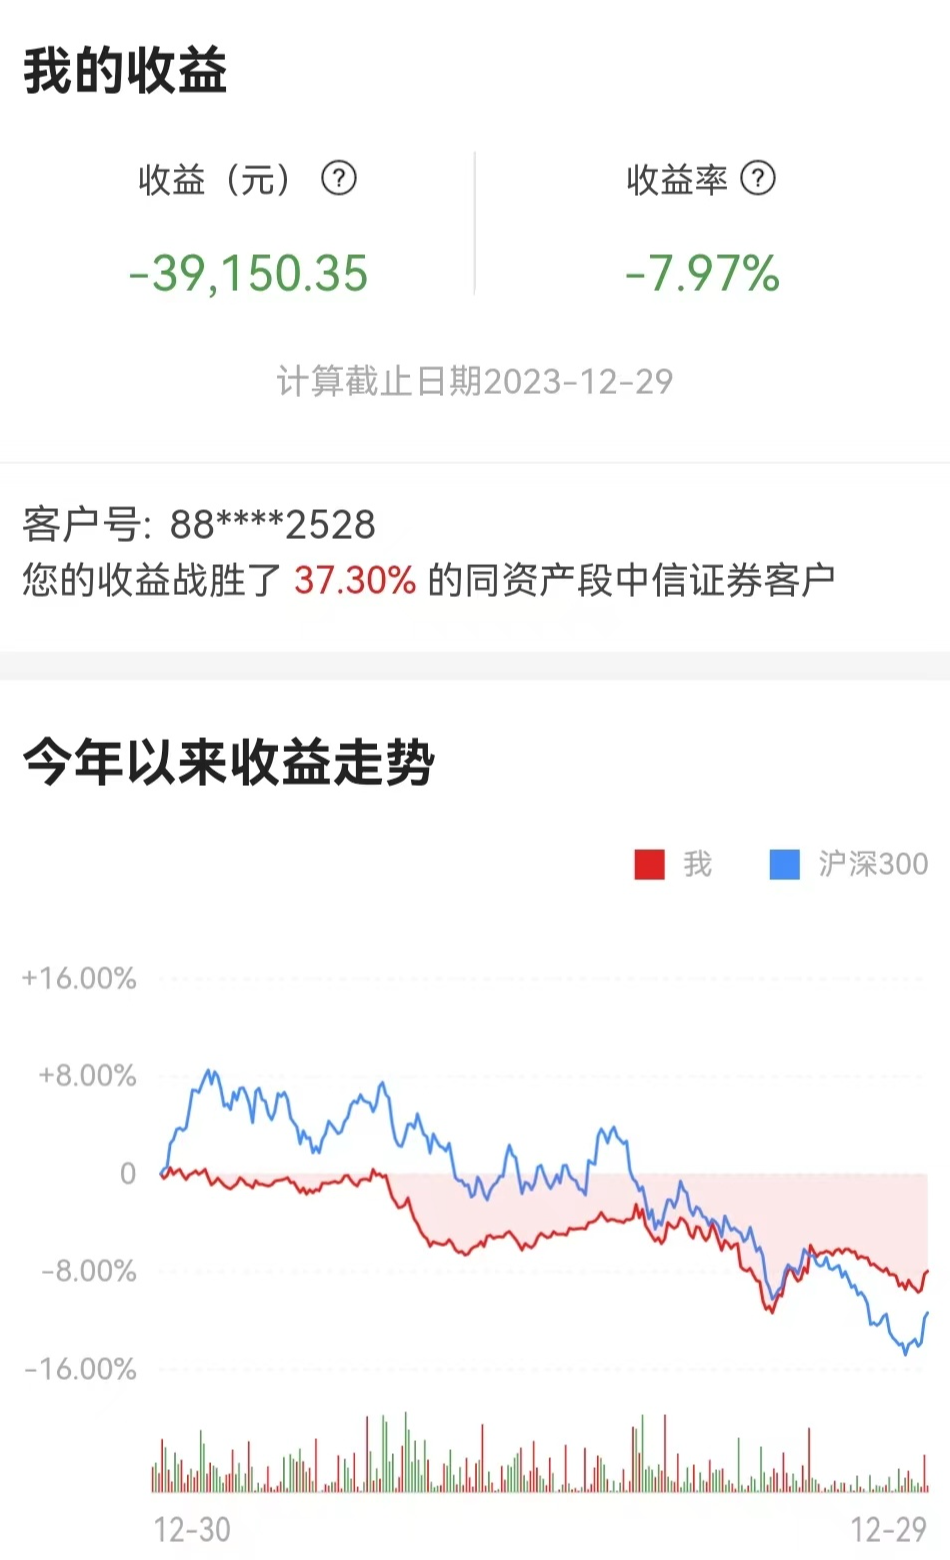 我的收益
收益（元） ? 收益率 ?
-39,150.35 -7.97%
计算截止日期2023-12-29
客户号: 88****2528
您的收益战胜了 37.30% 的同资产段中信证券客户
今年以来收益走势
我 沪深300
+16.00%
+8.00%
0
-8.00%
-16.00%
12-30 12-29